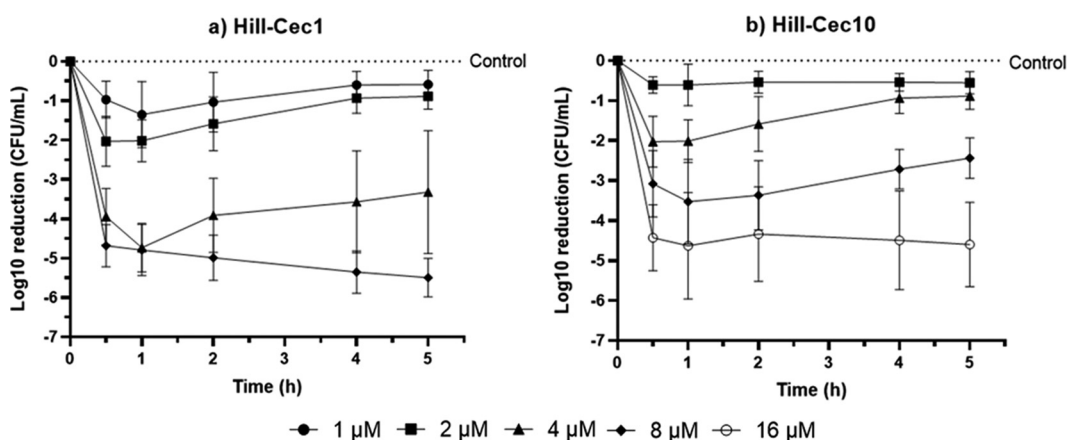 a) Hill-Cec1
Log10 reduction (CFU/mL)
0
-1
-2
-3
-4
-5
-6
-7
Control
0 1 2 3 4 5
Time (h)
b) Hill-Cec10
Log10 reduction (CFU/mL)
0
-1
-2
-3
-4
-5
-6
-7
Control
0 1 2 3 4 5
Time (h)
1 µM 2 µM 4 µM 8 µM 16 µM